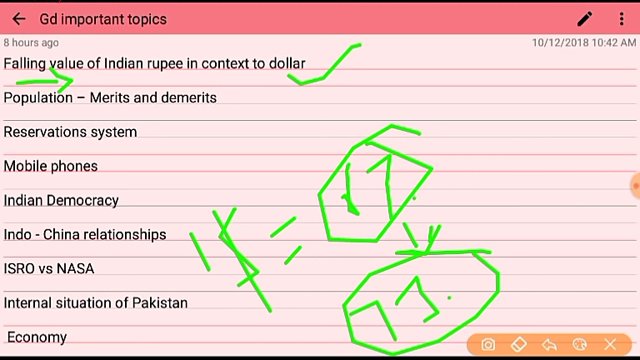 Gd important topics
8 hours ago 10/12/2018 10:42 AM
Falling value of Indian rupee in context to dollar
Population – Merits and demerits
Reservations system
Mobile phones
Indian Democracy
Indo - China relationships
ISRO vs NASA
Internal situation of Pakistan
Economy